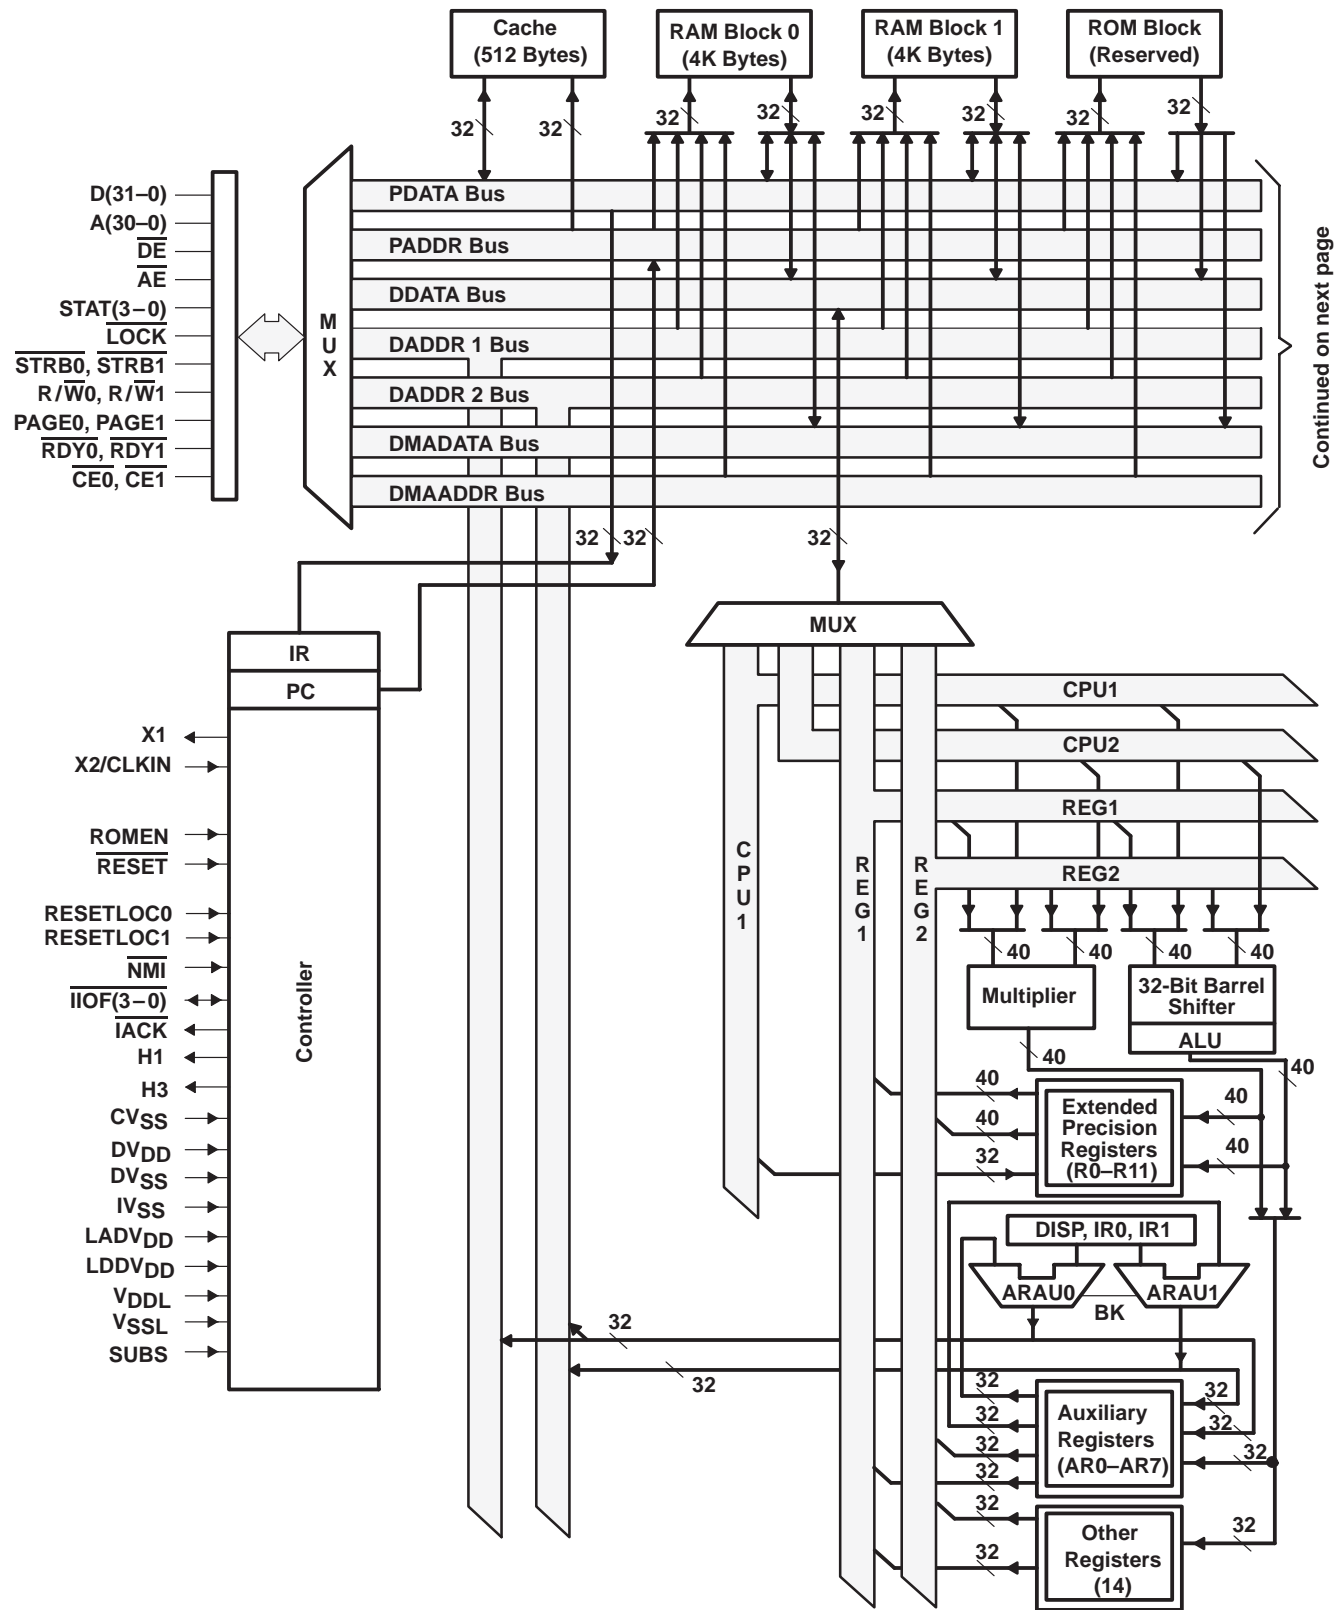 Cache
(512 Bytes)
RAM Block 0
(4K Bytes)
RAM Block 1
(4K Bytes)
ROM Block
(Reserved)
32
32
32
32
32
32
32
32
D(31–0)
A(30–0)
DE
AE
STAT(3–0)
LOCK
STRB0, STRB1
R/W0, R/W1
PAGE0, PAGE1
RDY0, RDY1
CE0, CE1
MUX
PDATA Bus
PADDR Bus
DDATA Bus
DADDR 1 Bus
DADDR 2 Bus
DMADATA Bus
DMAADDR Bus
Continued on next page
32
32
32
MUX
IR
PC
Controller
X1
X2/CLKIN
ROMEN
RESET
RESETLOC0
RESETLOC1
NMI
IIOF(3–0)
IACK
H1
H3
CVSS
DVDD
DVSS
IVSS
LADVDD
LDDVDD
VDDL
VSSL
SUBS
CPU1
CPU2
REG1
REG2
CPU1
REG1
REG2
40
40
40
40
Multiplier
32-Bit Barrel
Shifter
ALU
40
40
40
40
32
Extended
Precision
Registers
(R0–R11)
40
40
DISP, IR0, IR1
ARAU0
ARAU1
BK
32
32
32
32
32
32
Auxiliary
Registers
(AR0–AR7)
32
32
32
32
32
Other
Registers
(14)
32